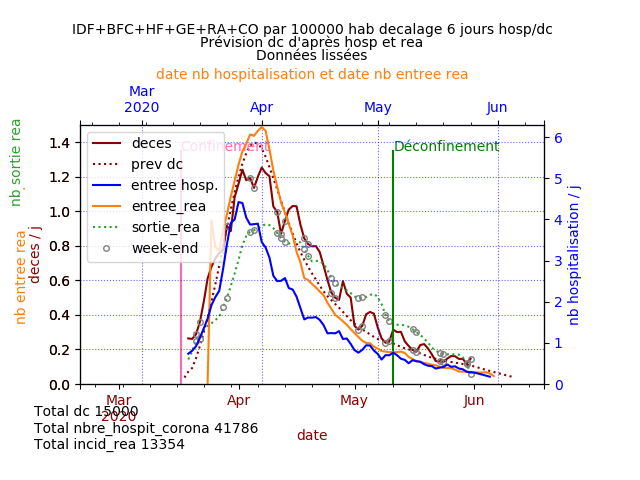 IDF+BFC+HF+GE+RA+CO par 100000 hab decalage 6 jours hosp/dc
Prévision dc d'après hosp et rea
Données lissées
date nb hospitalisation et date nb entree rea
Mar
2020
Apr
May
Jun
nb sortie rea
nb entree rea
deces / j
nb hospitalisation / j
1.4
1.2
1.0
0.8
0.6
0.4
0.2
0.0
6
5
4
3
2
1
0
deces
prev dc
entree hosp.
entree_rea
sortie_rea
week-end
Confinement
Déconfinement
Mar
2020
Apr
May
Jun
date
Total dc 15000
Total nbre_hospit_corona 41786
Total incid_rea 13354